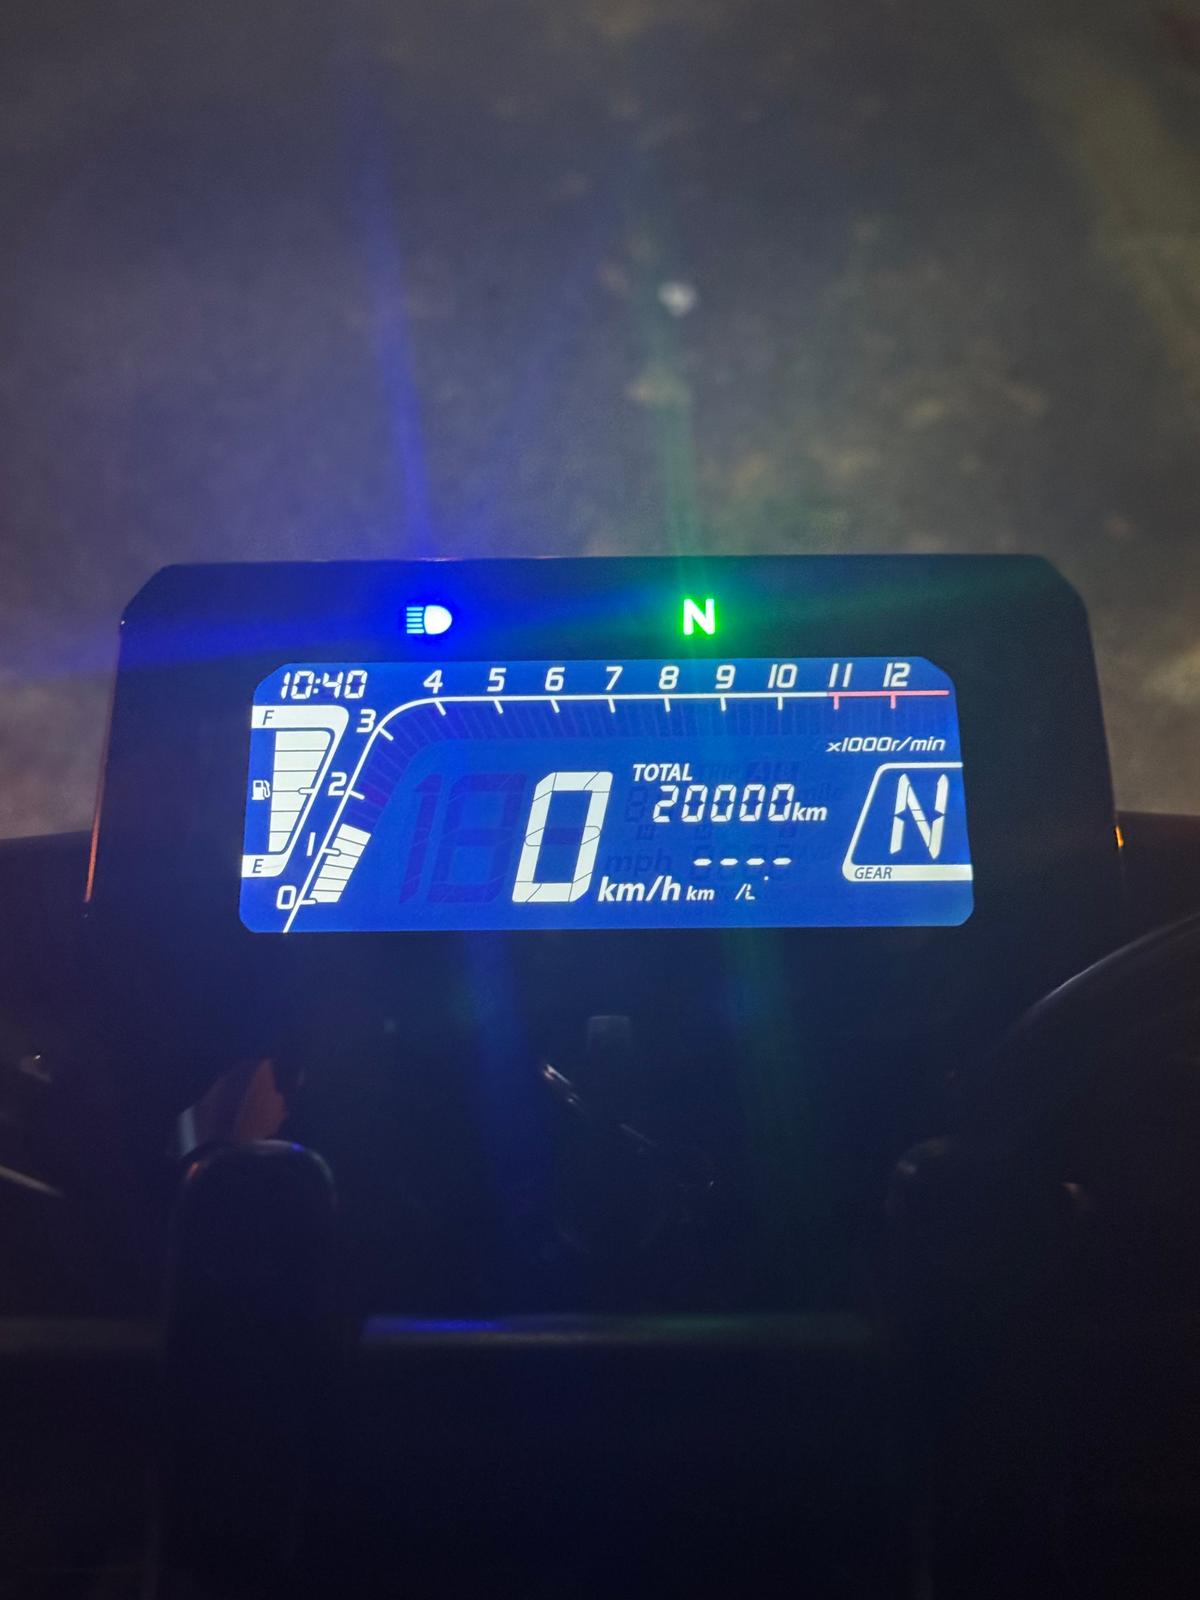 N
10:40
4 5 6 7 8 9 10 11 12
F
3
x1000r/min
TOTAL
2
20000km
N
1
0
km/h
----
km /L
E
GEAR
0